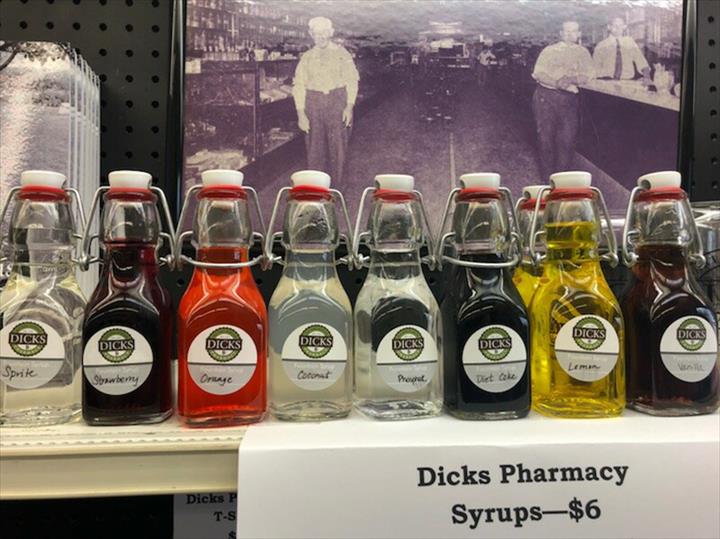 DICKS
Sprite
DICKS
Strawberry
DICKS
Orange
DICKS
Coconut
DICKS
DICKS
Diet Coke
DICKS
Lemon
DICKS
Vanilla
Dicks Pharmacy
Syrups—$6
Dicks P
T-S
$